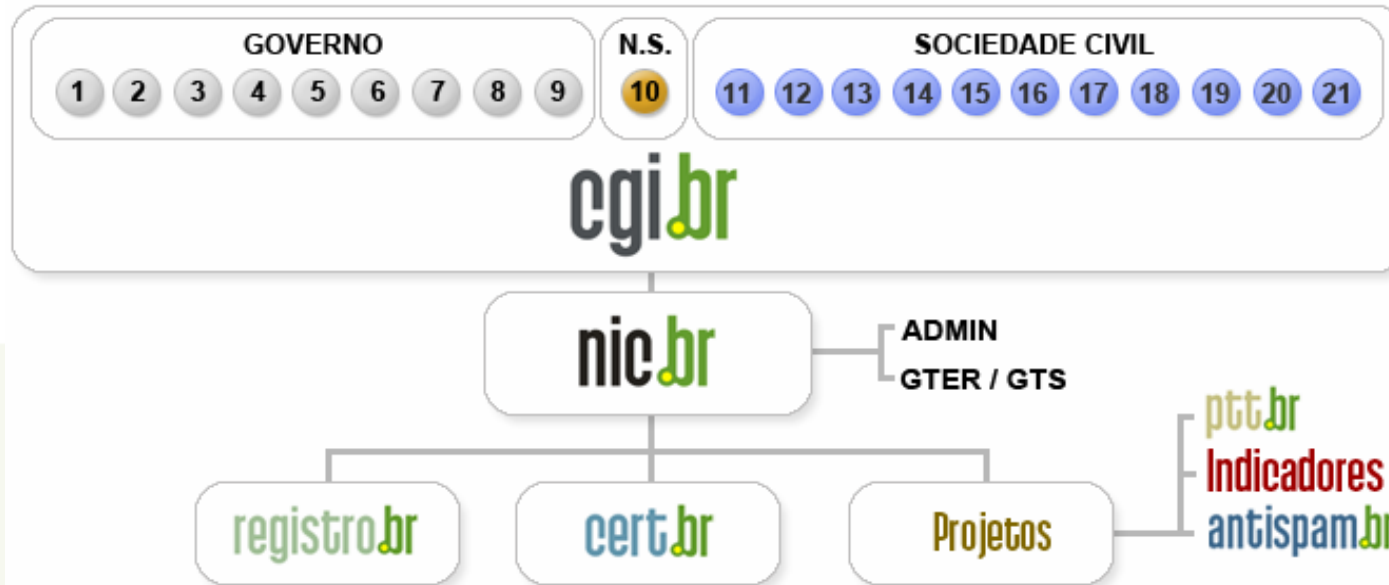 GOVERNO N.S. SOCIEDADE CIVIL
1 2 3 4 5 6 7 8 9 10 11 12 13 14 15 16 17 18 19 20 21
cgi.br
nic.br
ADMIN
GTER / GTS
ptt.br
Indicadores
antispam.br
registro.br
cert.br
Projetos